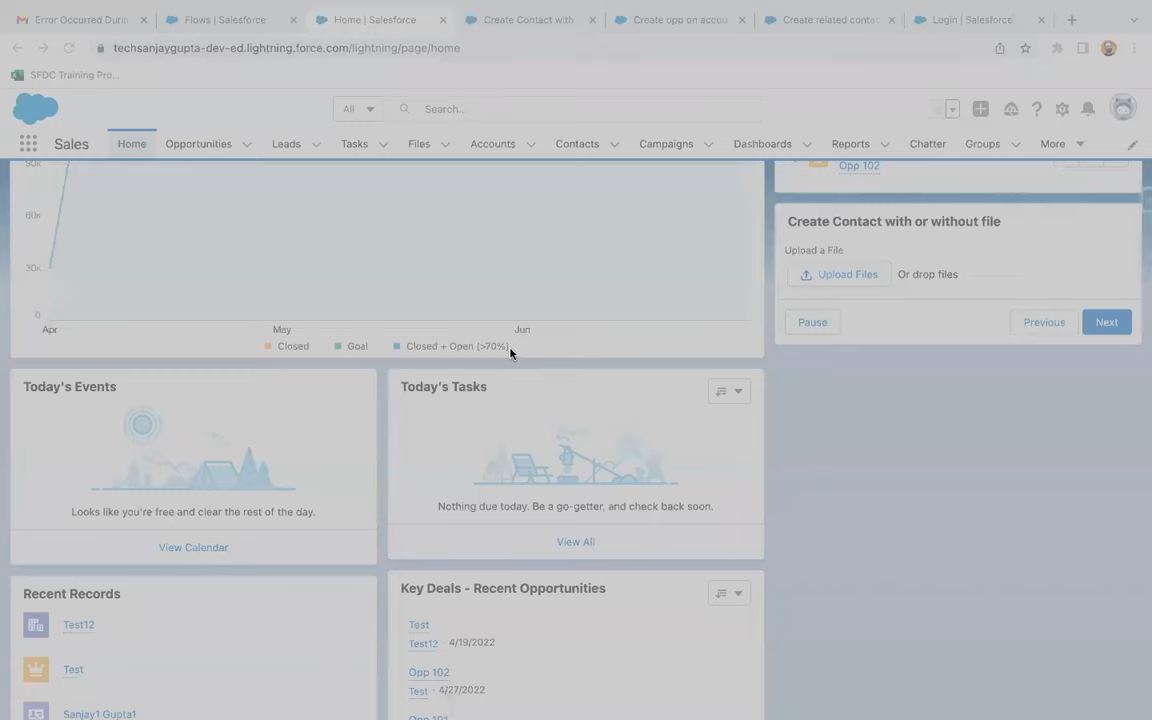 Error Occurred Durin
Flows | Salesforce
Home | Salesforce
Create Contact with
Create opp on accou
Create related contac
Login | Salesforce
techsanjaygupta-dev-ed.lightning.force.com/lightning/page/home
SFDC Training Pro...
All
Search...
Sales
Home
Opportunities
Leads
Tasks
Files
Accounts
Contacts
Campaigns
Dashboards
Reports
Chatter
Groups
More
90K
60K
30K
0
Apr
May
Jun
Closed
Goal
Closed + Open (>70%)
Opp 102
Create Contact with or without file
Upload a File
Upload Files
Or drop files
Pause
Previous
Next
Today's Events
Looks like you're free and clear the rest of the day.
View Calendar
Today's Tasks
Nothing due today. Be a go-getter, and check back soon.
View All
Recent Records
Test12
Test
Sanjay1 Gupta1
Key Deals - Recent Opportunities
Test
Test12 · 4/19/2022
Opp 102
Test · 4/27/2022
Opp 101